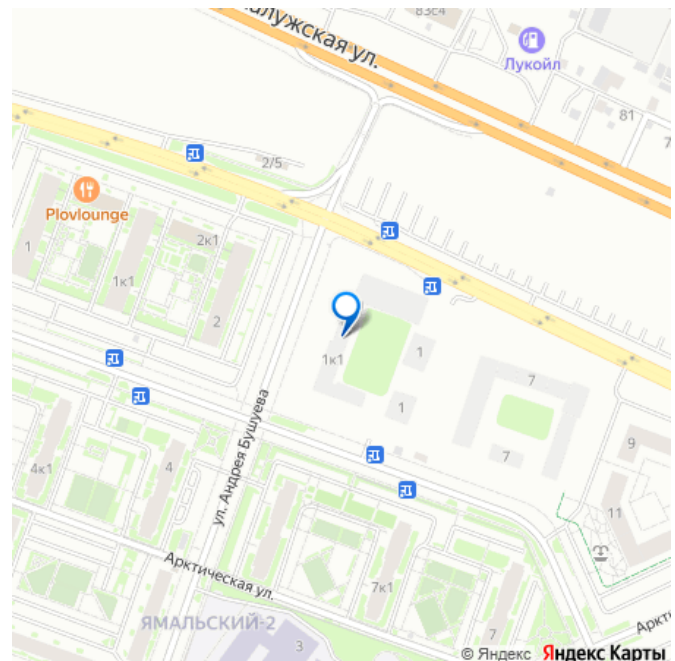 83с4
алужская ул.
Лукойл
81
7
2/5
Plovlounge
2к1
1
1к1
2
1к1
1
1
7
7
9
11
ул. Андрея Бушуева
4к1
4
Арктическая ул.
7к1
7
ЯМАЛЬСКИЙ-2
3
Аркт
© Яндекс Яндекс Карты